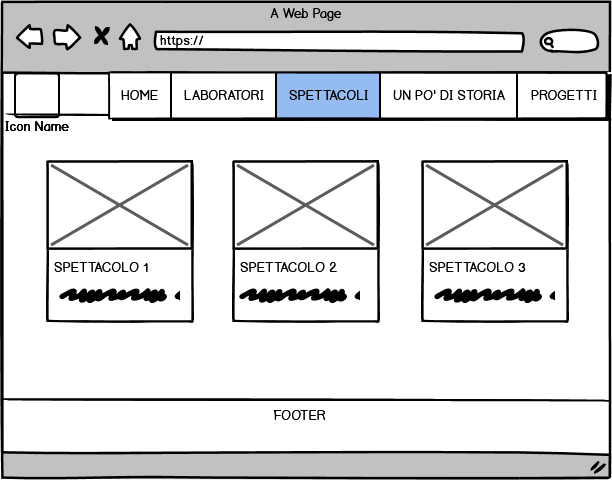 A Web Page
https://
HOME LABORATORI SPETTACOLI UN PO' DI STORIA PROGETTI
Icon Name
SPETTACOLO 1 SPETTACOLO 2 SPETTACOLO 3
FOOTER